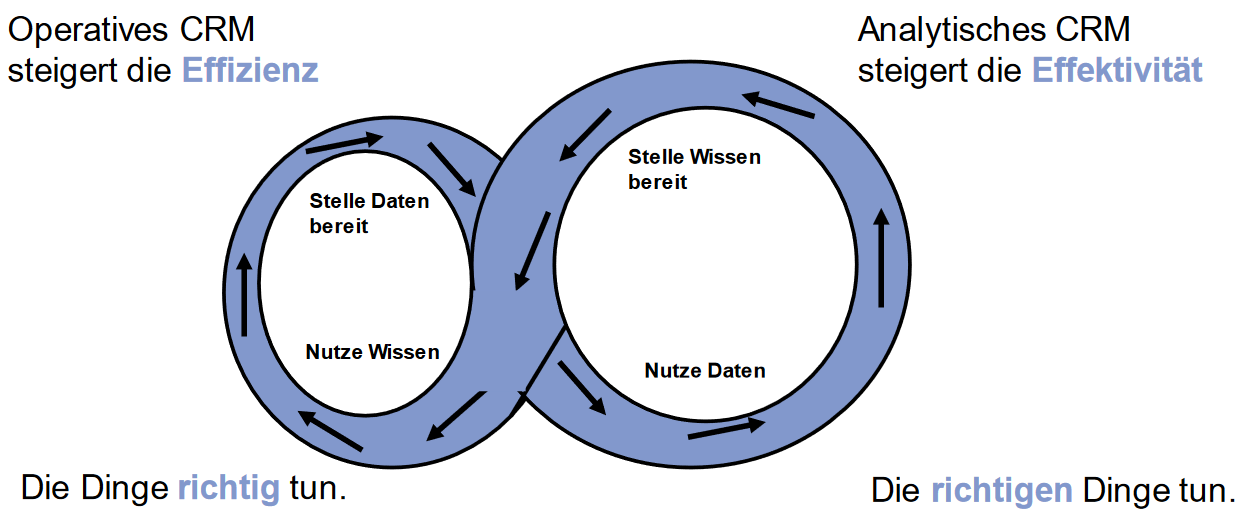 Operatives CRM
steigert die Effizienz
Analytisches CRM
steigert die Effektivität
Stelle Daten
bereit
Nutze Wissen
Stelle Wissen
bereit
Nutze Daten
Die Dinge richtig tun.
Die richtigen Dinge tun.